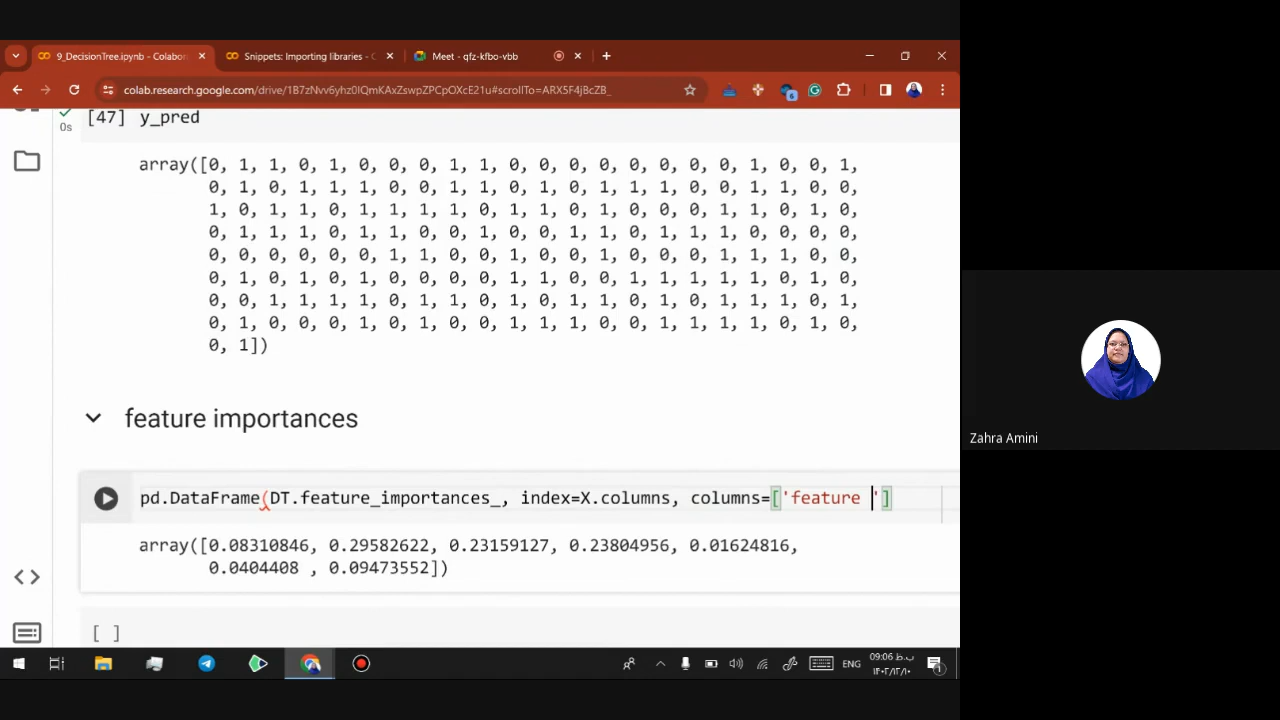 9_DecisionTree.ipynb - Colabor
Snippets: Importing libraries - C
Meet - qfz-kfbo-vbb
colab.research.google.com/drive/1B7zNvv6yhz0IQmKAxZswpZPCpOXcE21u#scrollTo=ARX5F4jBcZB_
6
[47] y_pred
0s
array([0, 1, 1, 0, 1, 0, 0, 0, 1, 1, 0, 0, 0, 0, 0, 0, 0, 0, 1, 0, 0, 1,
0, 1, 0, 1, 1, 1, 0, 0, 1, 1, 0, 1, 0, 1, 1, 1, 0, 0, 1, 1, 0, 0,
1, 0, 1, 1, 0, 1, 1, 1, 1, 0, 1, 1, 0, 1, 0, 0, 0, 1, 1, 0, 1, 0,
0, 1, 1, 1, 0, 1, 1, 0, 0, 1, 0, 0, 1, 1, 0, 1, 1, 1, 0, 0, 0, 0,
0, 0, 0, 0, 0, 0, 1, 1, 0, 0, 1, 0, 0, 1, 0, 0, 0, 1, 1, 1, 0, 0,
0, 1, 0, 1, 0, 1, 0, 0, 0, 0, 1, 1, 0, 0, 1, 1, 1, 1, 1, 0, 1, 0,
0, 0, 1, 1, 1, 1, 0, 1, 1, 0, 1, 0, 1, 1, 0, 1, 0, 1, 1, 1, 0, 1,
0, 1, 0, 0, 0, 1, 0, 1, 0, 0, 1, 1, 1, 0, 0, 1, 1, 1, 1, 0, 1, 0,
0, 1])
feature importances
pd.DataFrame(DT.feature_importances_, index=X.columns, columns=['feature ']
array([0.08310846, 0.29582622, 0.23159127, 0.23804956, 0.01624816,
0.0404408 , 0.09473552])
[ ]
Zahra Amini
ENG
09:06 ب.ظ
۱۴۰۲/۱۲/۱۰
1